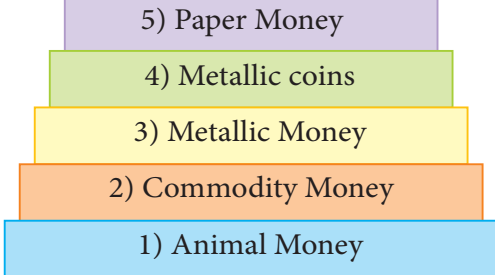 5) Paper Money
4) Metallic coins
3) Metallic Money
2) Commodity Money
1) Animal Money